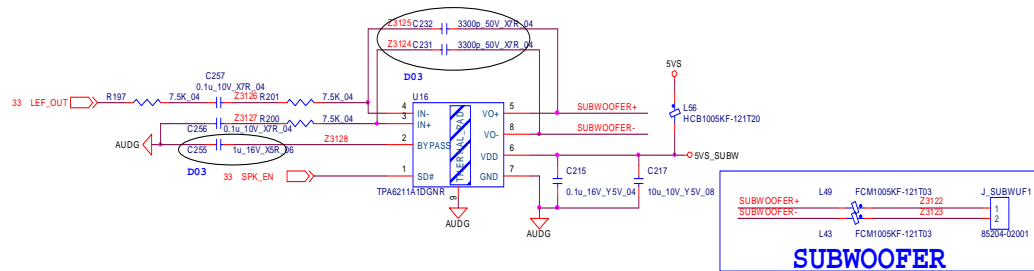 Z3125 C232 3300p_50V_X7R_04
Z3124 C231 3300p_50V_X7R_04
D03
5VS
L56
HCB1005KF-121T20
C257
0.1u_10V_X7R_04
33 LEF_OUT R197 7.5K_04 Z3126 R201 7.5K_04
U16
4 IN- VO+ 5 SUBWOOFER+
3 IN+
Z3127 R200 7.5K_04
C256 0.1u_10V_X7R_04
VO- 8 SUBWOOFER-
AUDG C255 1u_16V_X5R_06 Z3128 2 BYPASS
VDD 6 5VS_SUBW
D03
33 SPK_EN 1 SD# GND 7
THERNAL_PAD
TPA6211A1DGNR
9
AUDG
C215
0.1u_16V_Y5V_04
C217
10u_10V_Y5V_08
AUDG
L49 FCM1005KF-121T03 J_SUBWUF1
SUBWOOFER+ Z3122 1
SUBWOOFER- Z3123 2
L43 FCM1005KF-121T03 85204-02001
SUBWOOFER